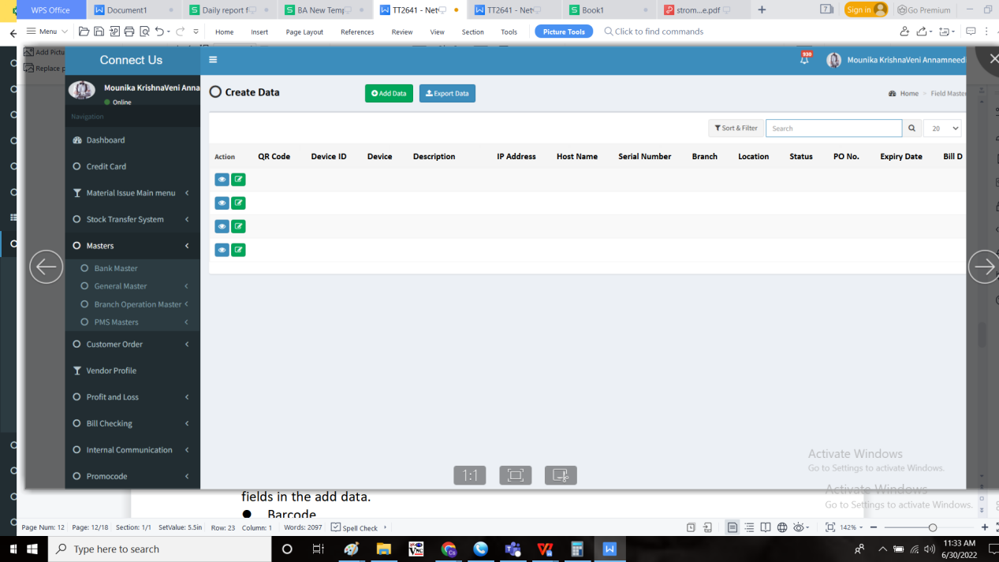 WPS Office
Document1
Daily report f
BA New Temp
TT2641 - Net
TT2641 - Net
Book1
strom...e.pdf
Sign in
Go Premium
Menu
Home
Insert
Page Layout
References
Review
View
Section
Tools
Picture Tools
Click to find commands
Add Pictu
Replace p
Connect Us
930
Mounika KrishnaVeni Annamneedi
Mounika KrishnaVeni Anna
Online
Navigation
Create Data
Add Data
Export Data
Home
Field Master
Sort & Filter
Search
20
Action
QR Code
Device ID
Device
Description
IP Address
Host Name
Serial Number
Branch
Location
Status
PO No.
Expiry Date
Bill D
Dashboard
Credit Card
Material Issue Main menu
Stock Transfer System
Masters
Bank Master
General Master
Branch Operation Master
PMS Masters
Customer Order
Vendor Profile
Profit and Loss
Bill Checking
Internal Communication
Promocode
1:1
Activate Windows
Go to Settings to activate Windows.
Activate Windows
Go to Settings to activate Windows.
fields in the add data.
Barcode
Page Num: 12
Page: 12/18
Section: 1/1
SetValue: 5.5in
Row: 23
Column: 1
Words: 2097
Spell Check
142%
Type here to search
11:33 AM
6/30/2022